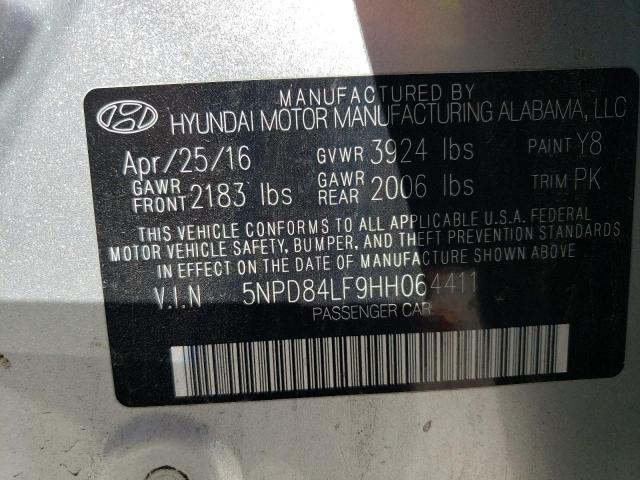 MANUFACTURED BY
HYUNDAI MOTOR MANUFACTURING ALABAMA, LLC
Apr/25/16 GVWR 3924 lbs PAINT Y8
GAWR FRONT 2183 lbs GAWR REAR 2006 lbs TRIM PK
THIS VEHICLE CONFORMS TO ALL APPLICABLE U.S.A. FEDERAL
MOTOR VEHICLE SAFETY, BUMPER, AND THEFT PREVENTION STANDARDS
IN EFFECT ON THE DATE OF MANUFACTURE SHOWN ABOVE
V.I.N 5NPD84LF9HH064411
PASSENGER CAR